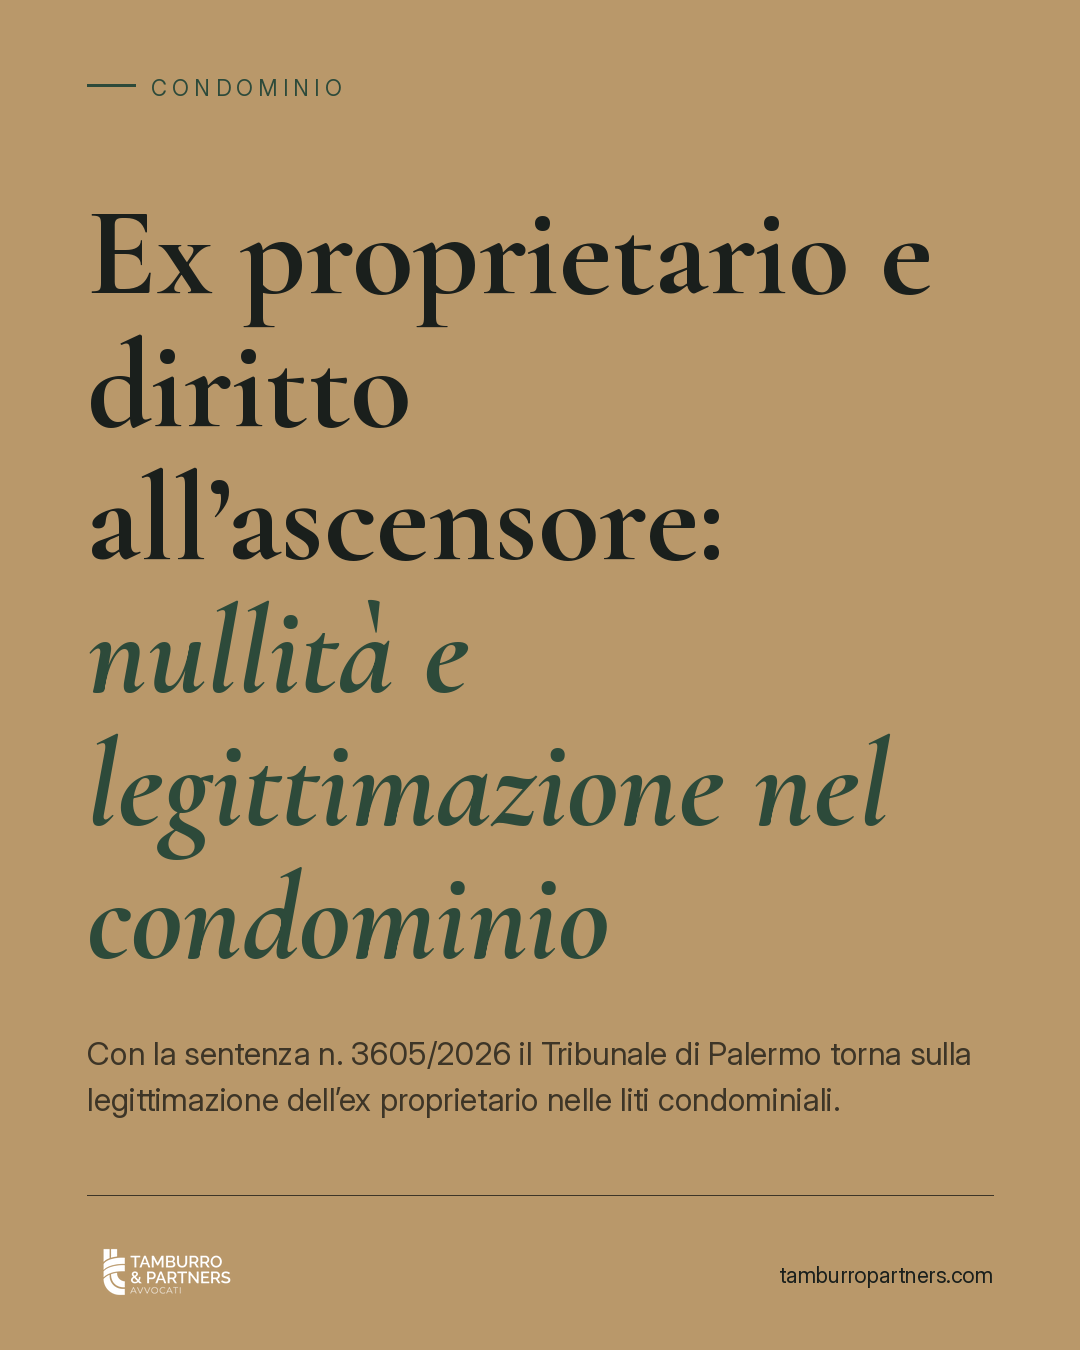 CONDOMINIO
Ex proprietario e
diritto
all’ascensore:
nullità e
legittimazione nel
condominio
Con la sentenza n. 3605/2026 il Tribunale di Palermo torna sulla
legittimazione dell’ex proprietario nelle liti condominiali.
TAMBURRO
& PARTNERS
AVVOCATI
tamburropartners.com